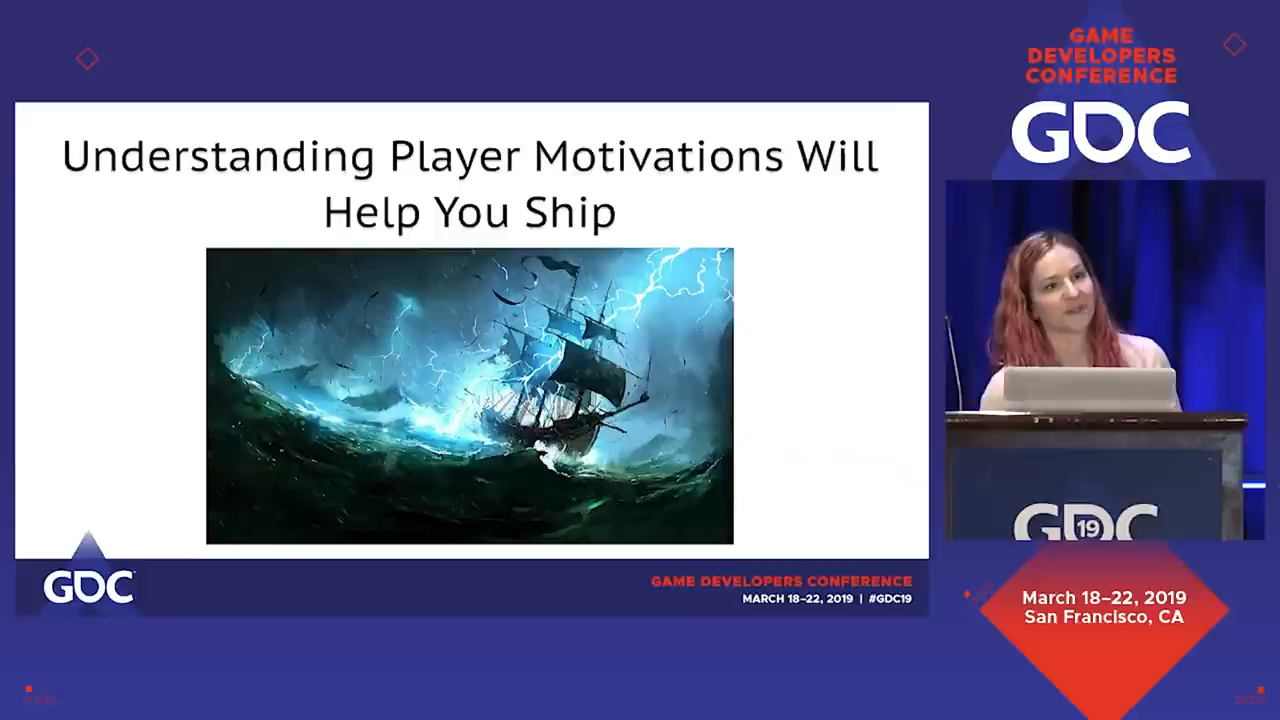 GAME
DEVELOPERS
CONFERENCE
GDC
Understanding Player Motivations Will
Help You Ship
GDC
GAME DEVELOPERS CONFERENCE
MARCH 18–22, 2019 | #GDC19
GDC
19
March 18–22, 2019
San Francisco, CA